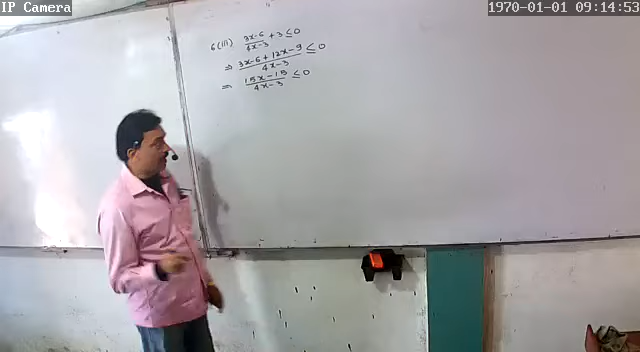 IP Camera
1970-01-01 09:14:53
6(III) (3x-6)/(4x-3) + 3 ≤ 0
⇒ (3x-6+12x-9)/(4x-3) ≤ 0
⇒ (15x-15)/(4x-3) ≤ 0